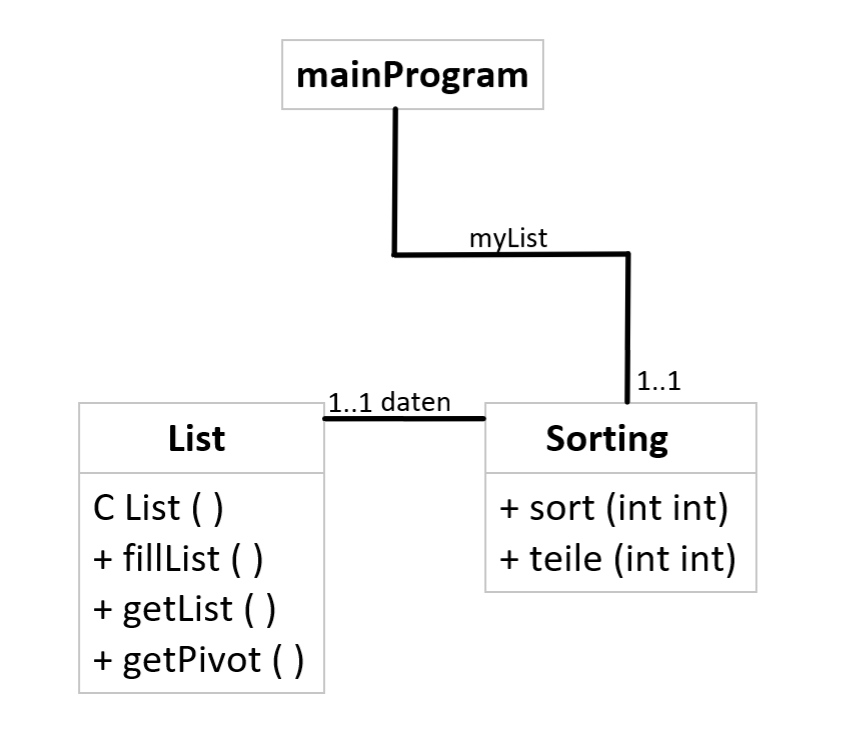 mainProgram
myList
1..1
1..1 daten
List
C List ( )
+ fillList ( )
+ getList ( )
+ getPivot ( )
Sorting
+ sort (int int)
+ teile (int int)